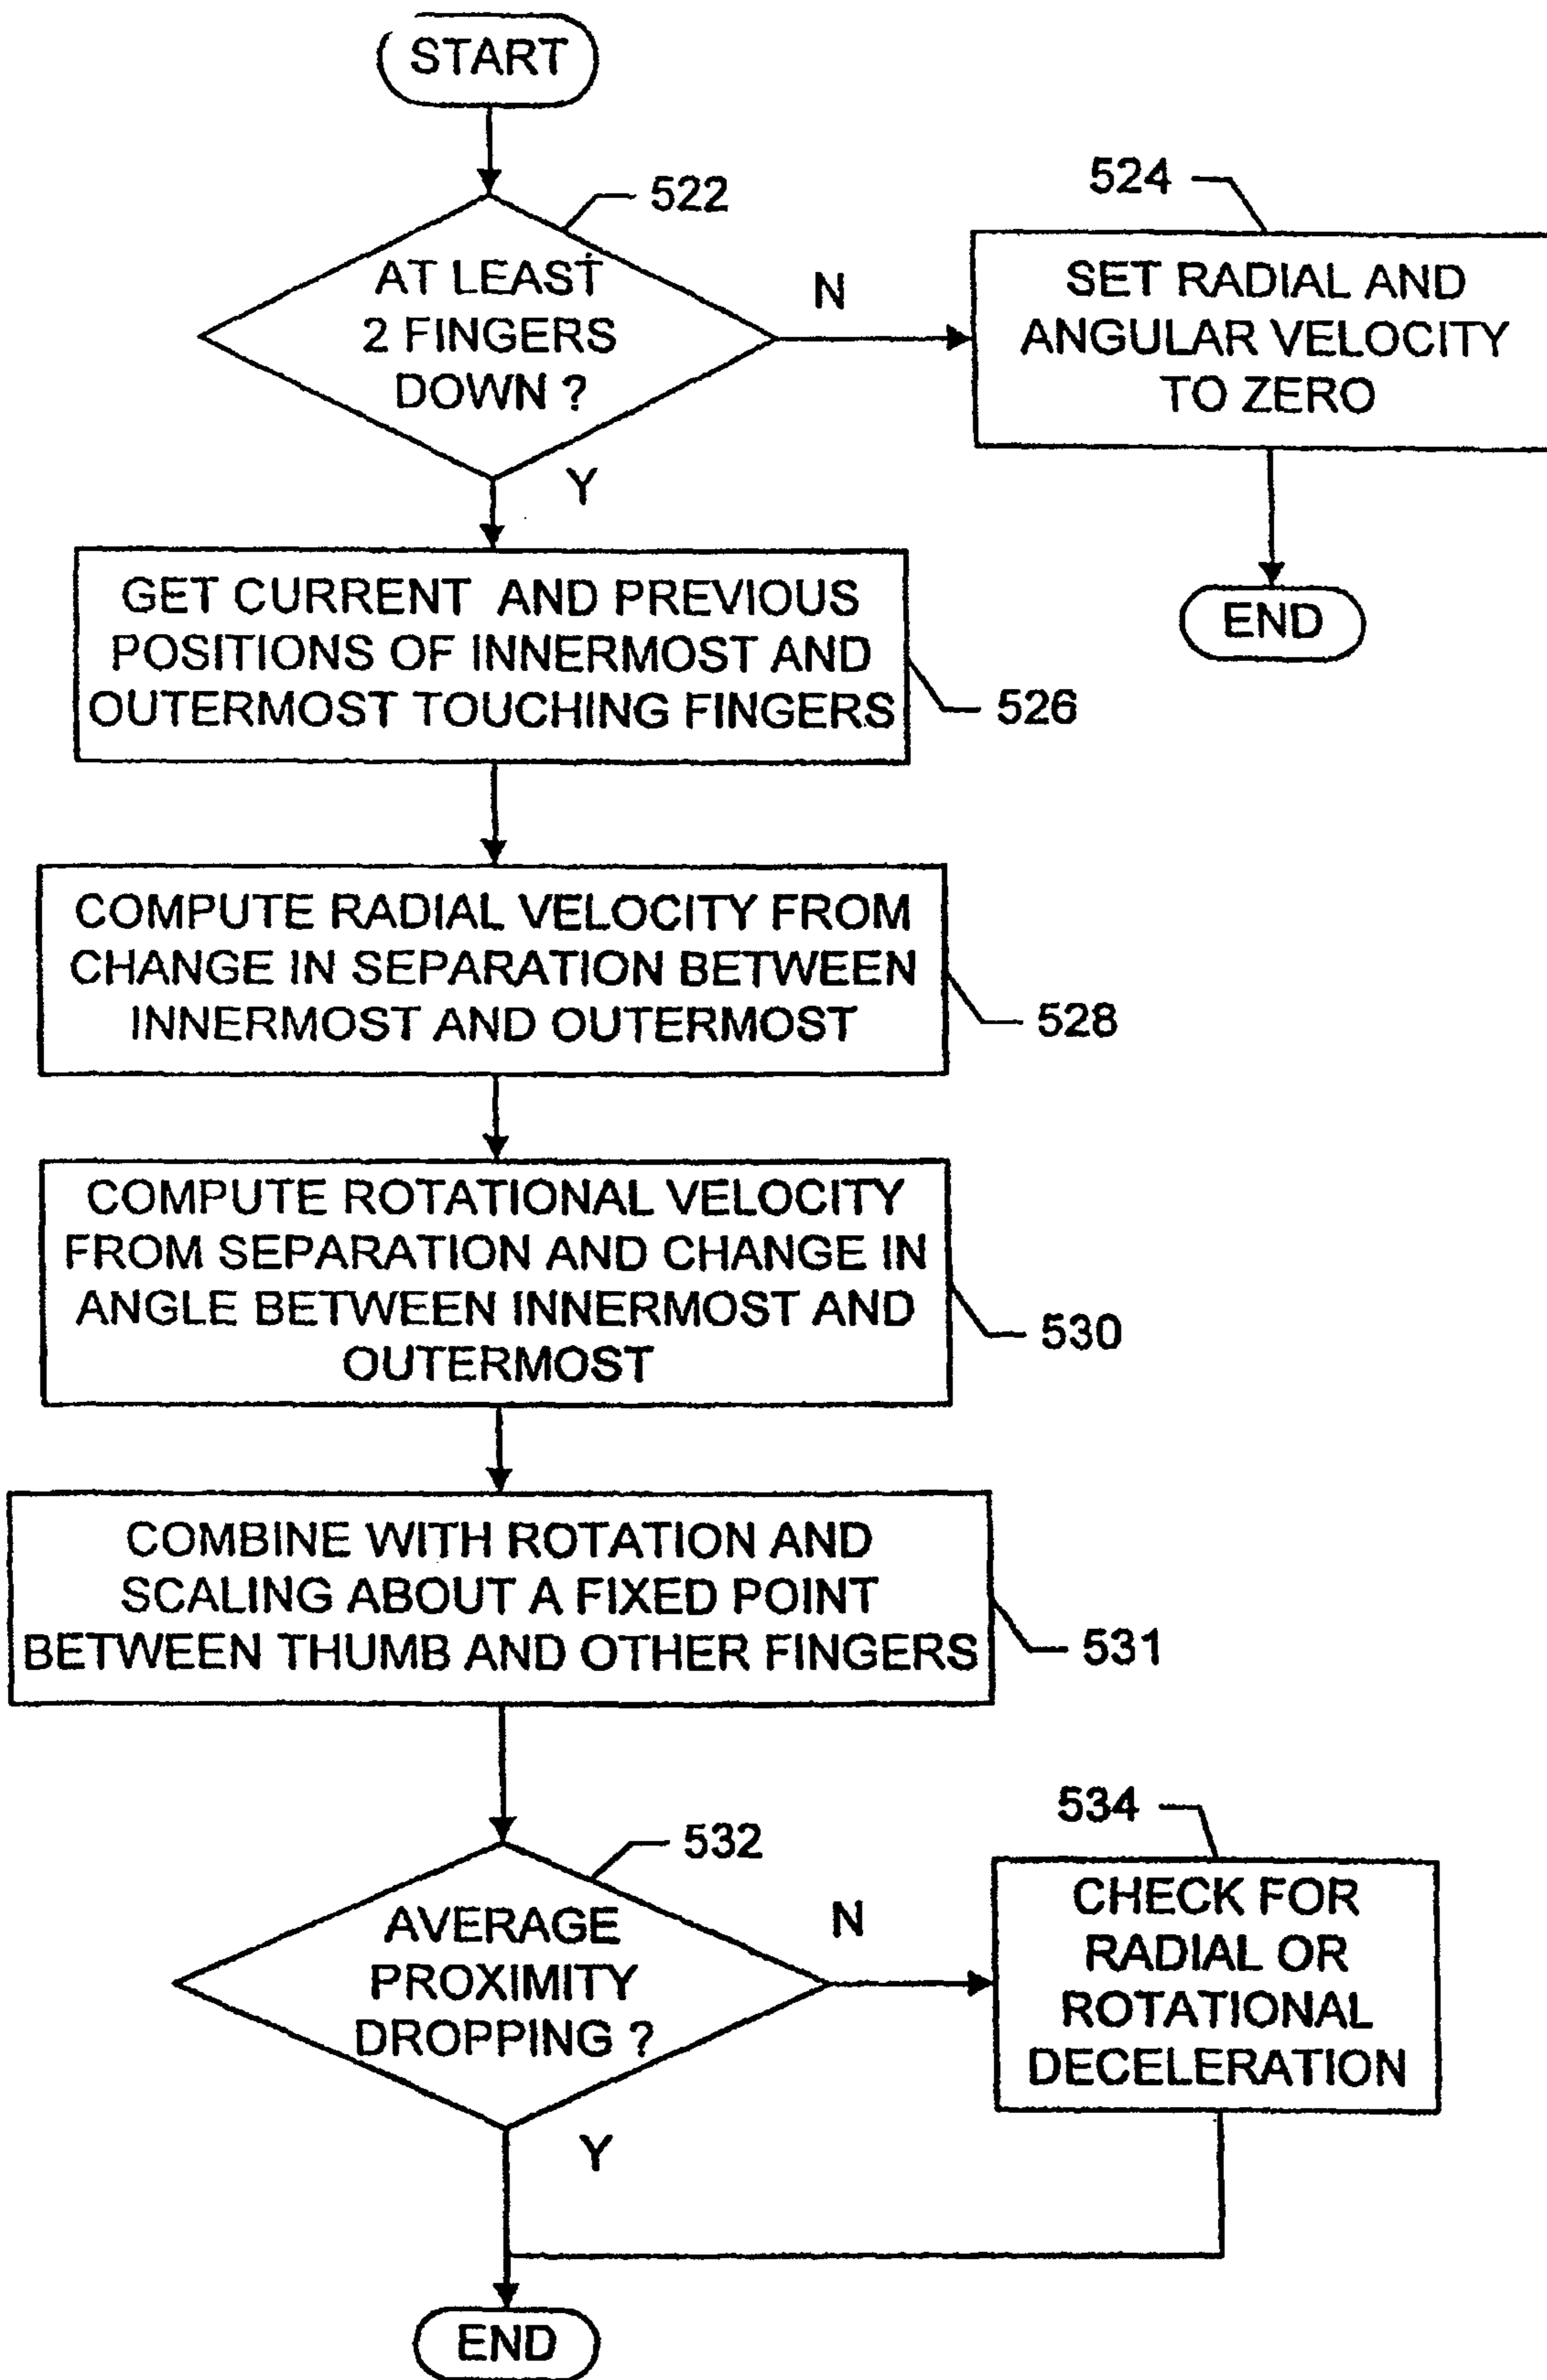 START
522
AT LEAST
2 FINGERS
DOWN ?
N
524
SET RADIAL AND
ANGULAR VELOCITY
TO ZERO
END
Y
GET CURRENT AND PREVIOUS
POSITIONS OF INNERMOST AND
OUTERMOST TOUCHING FINGERS
526
COMPUTE RADIAL VELOCITY FROM
CHANGE IN SEPARATION BETWEEN
INNERMOST AND OUTERMOST
528
COMPUTE ROTATIONAL VELOCITY
FROM SEPARATION AND CHANGE IN
ANGLE BETWEEN INNERMOST AND
OUTERMOST
530
COMBINE WITH ROTATION AND
SCALING ABOUT A FIXED POINT
BETWEEN THUMB AND OTHER FINGERS
531
532
AVERAGE
PROXIMITY
DROPPING ?
N
534
CHECK FOR
RADIAL OR
ROTATIONAL
DECELERATION
Y
END